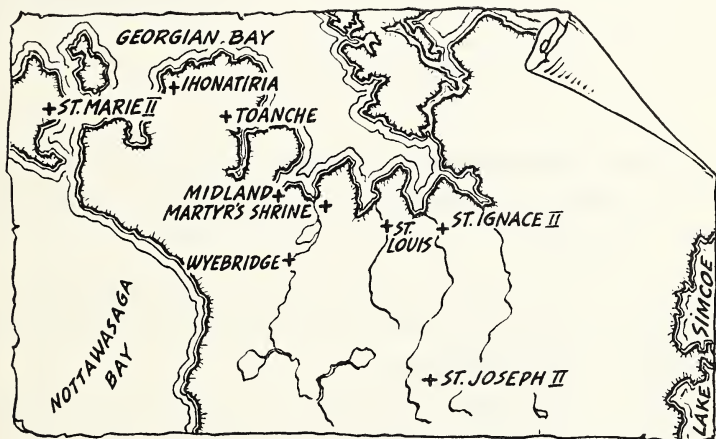 GEORGIAN BAY
+IHONATIRIA
+ST. MARIE II
+TOANCHE
MIDLAND+
MARTYR'S SHRINE +
+ST. LOUIS
+ST. IGNACE II
WYEBRIDGE +
NOTTAWASAGA
BAY
+ST. JOSEPH II
LAKE SIMCOE